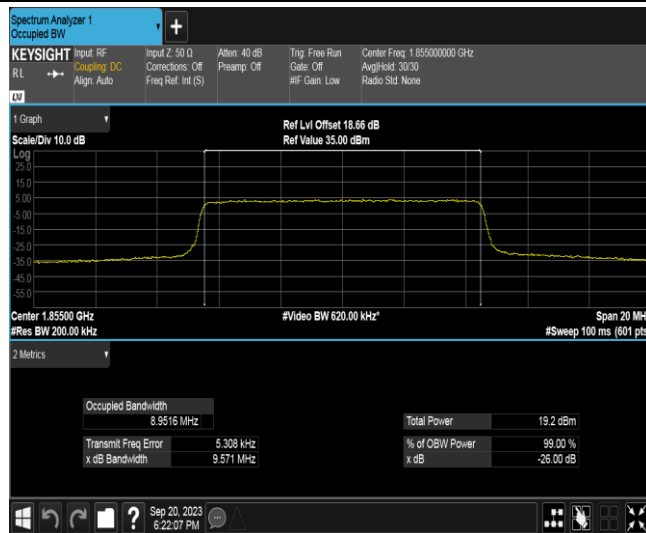 Spectrum Analyzer 1
Occupied BW
+
KEYSIGHT
RL
LXI
Input: RF
Coupling: DC
Align: Auto
Input Z: 50 Ω
Corrections: Off
Freq Ref: Int (S)
Atten: 40 dB
Preamp: Off
Trig: Free Run
Gate: Off
#IF Gain: Low
Center Freq: 1.855000000 GHz
Avg|Hold: 30/30
Radio Std: None
1 Graph
Scale/Div 10.0 dB
Ref Lvl Offset 18.66 dB
Ref Value 35.00 dBm
Log
25.0
15.0
5.00
-5.00
-15.0
-25.0
-35.0
-45.0
-55.0
Center 1.85500 GHz
#Res BW 200.00 kHz
#Video BW 620.00 kHz*
Span 20 MH
#Sweep 100 ms (601 pts
2 Metrics
Occupied Bandwidth
8.9516 MHz
Transmit Freq Error 5.308 kHz
x dB Bandwidth 9.571 MHz
Total Power 19.2 dBm
% of OBW Power 99.00 %
x dB -26.00 dB
?
Sep 20, 2023
6:22:07 PM